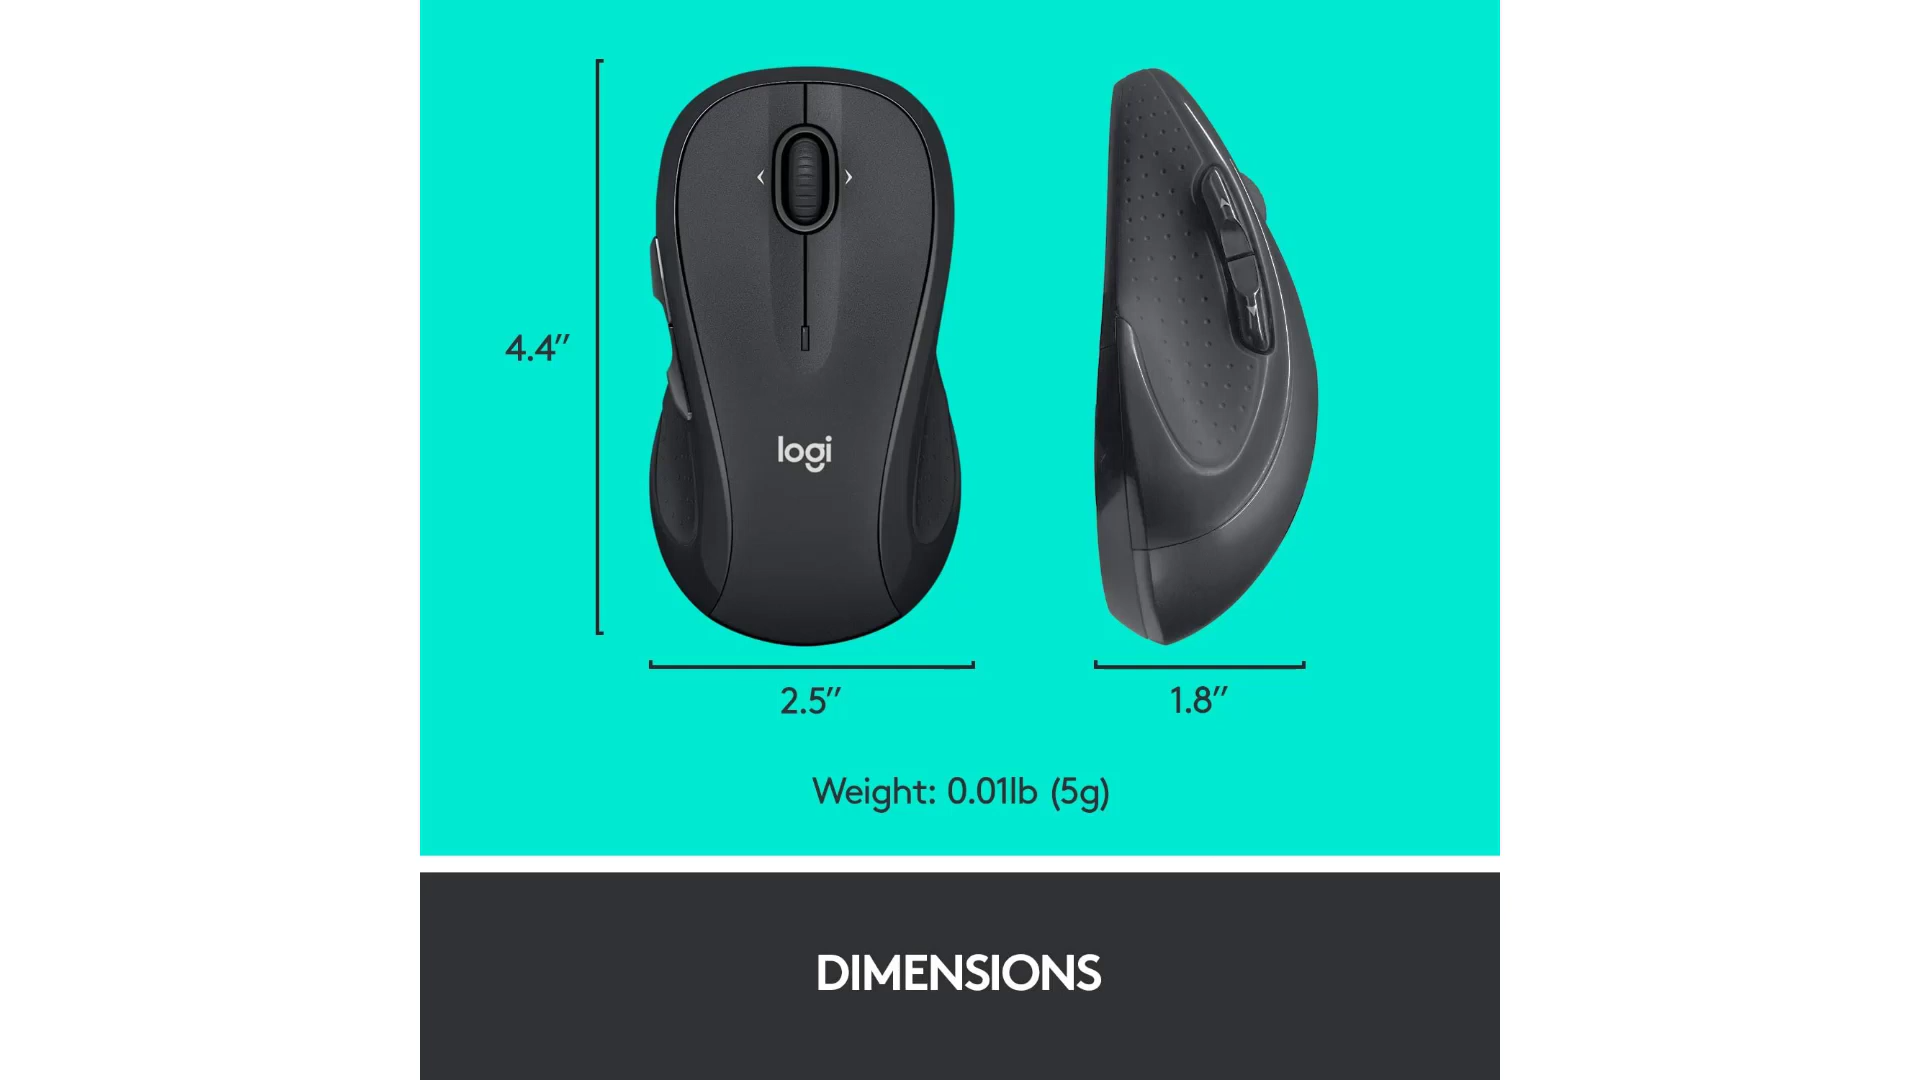 logi
4.4″
2.5″
1.8″
Weight: 0.01lb (5g)
DIMENSIONS